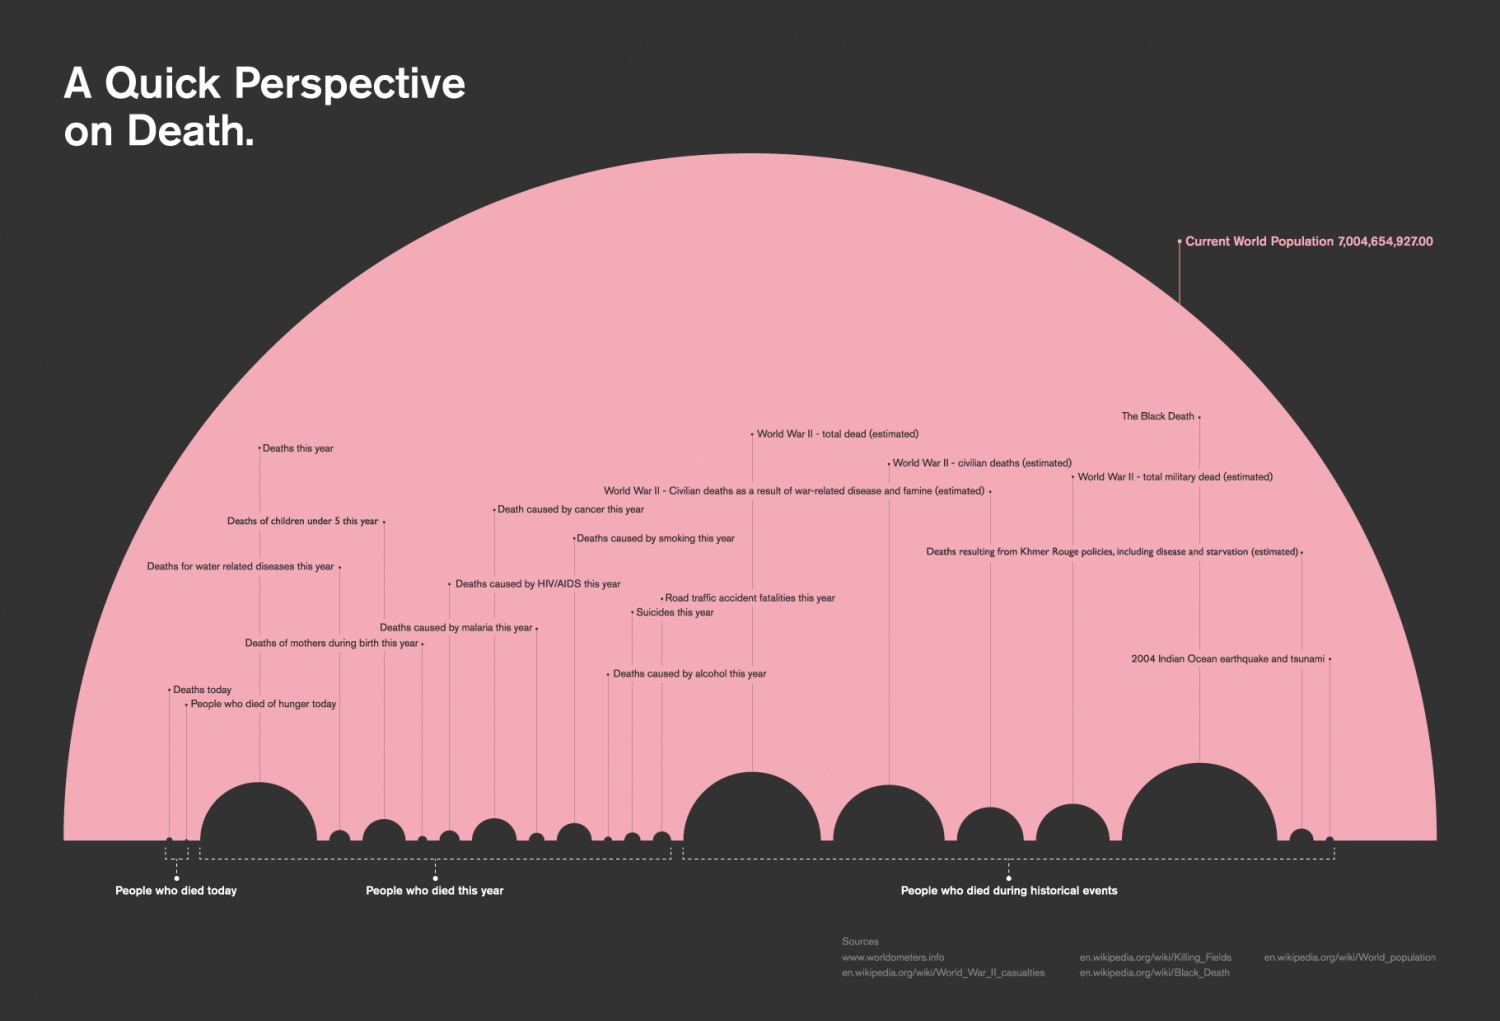 A Quick Perspective
on Death.
Current World Population 7,004,654,927.00
The Black Death
World War II - total dead (estimated)
Deaths this year
World War II - civilian deaths (estimated)
World War II - total military dead (estimated)
World War II - Civilian deaths as a result of war-related disease and famine (estimated)
Death caused by cancer this year
Deaths of children under 5 this year
Deaths caused by smoking this year
Deaths resulting from Khmer Rouge policies, including disease and starvation (estimated)
Deaths for water related diseases this year
Deaths caused by HIV/AIDS this year
Road traffic accident fatalities this year
Suicides this year
Deaths caused by malaria this year
Deaths of mothers during birth this year
2004 Indian Ocean earthquake and tsunami
Deaths caused by alcohol this year
Deaths today
People who died of hunger today
People who died today
People who died this year
People who died during historical events
Sources
www.worldometers.info
en.wikipedia.org/wiki/World_War_II_casualties
en.wikipedia.org/wiki/Killing_Fields
en.wikipedia.org/wiki/Black_Death
en.wikipedia.org/wiki/World_population